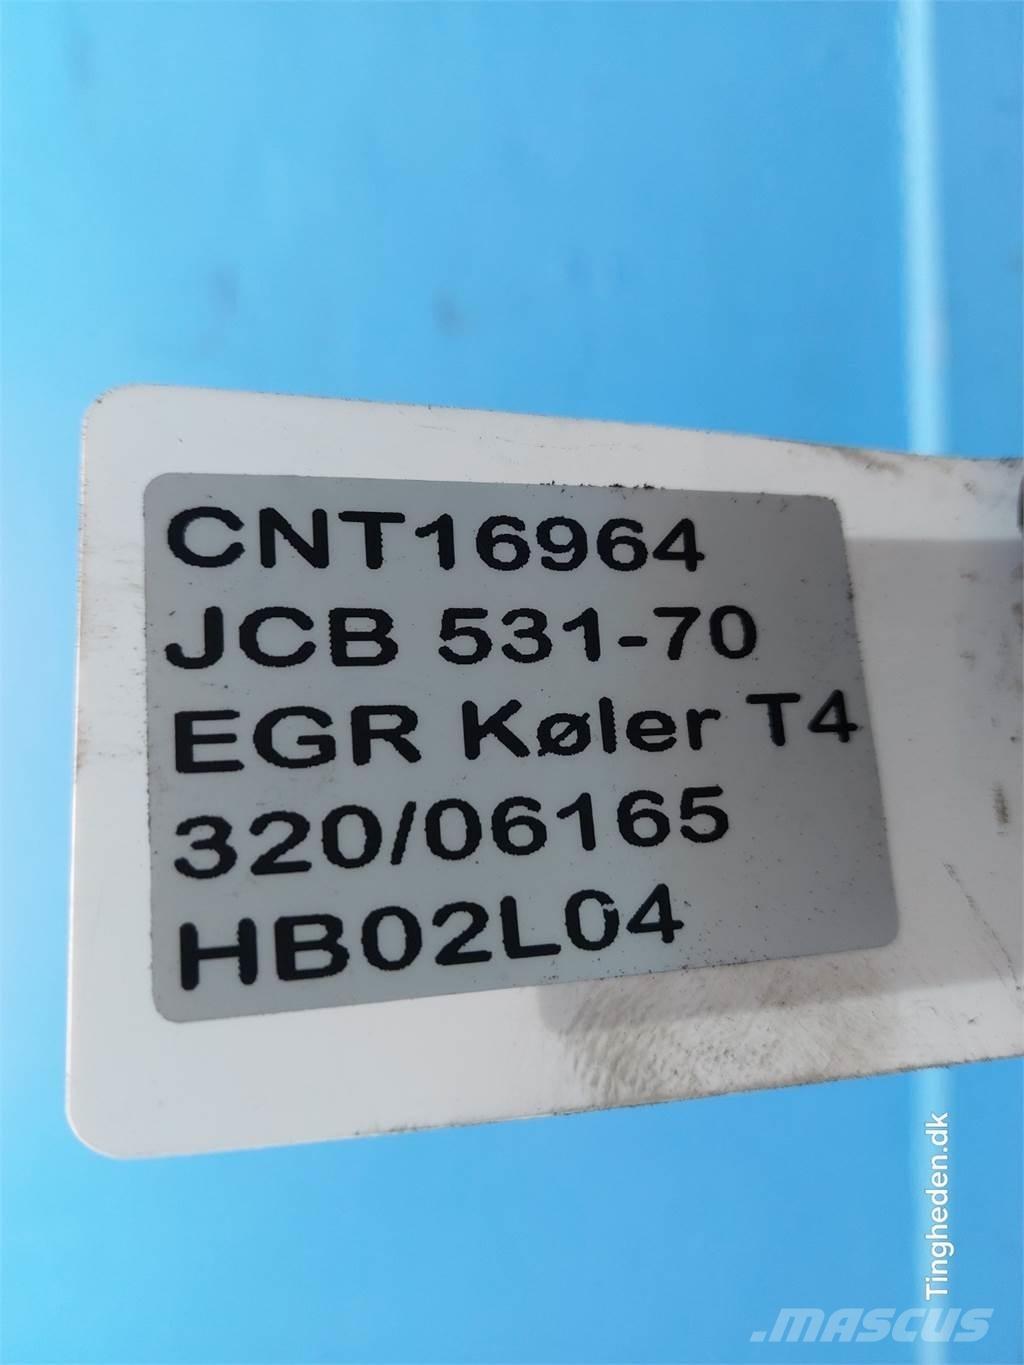 CNT16964
JCB 531-70
EGR Køler T4
320/06165
HB02L04
Tingheden.dk
.MASCUS